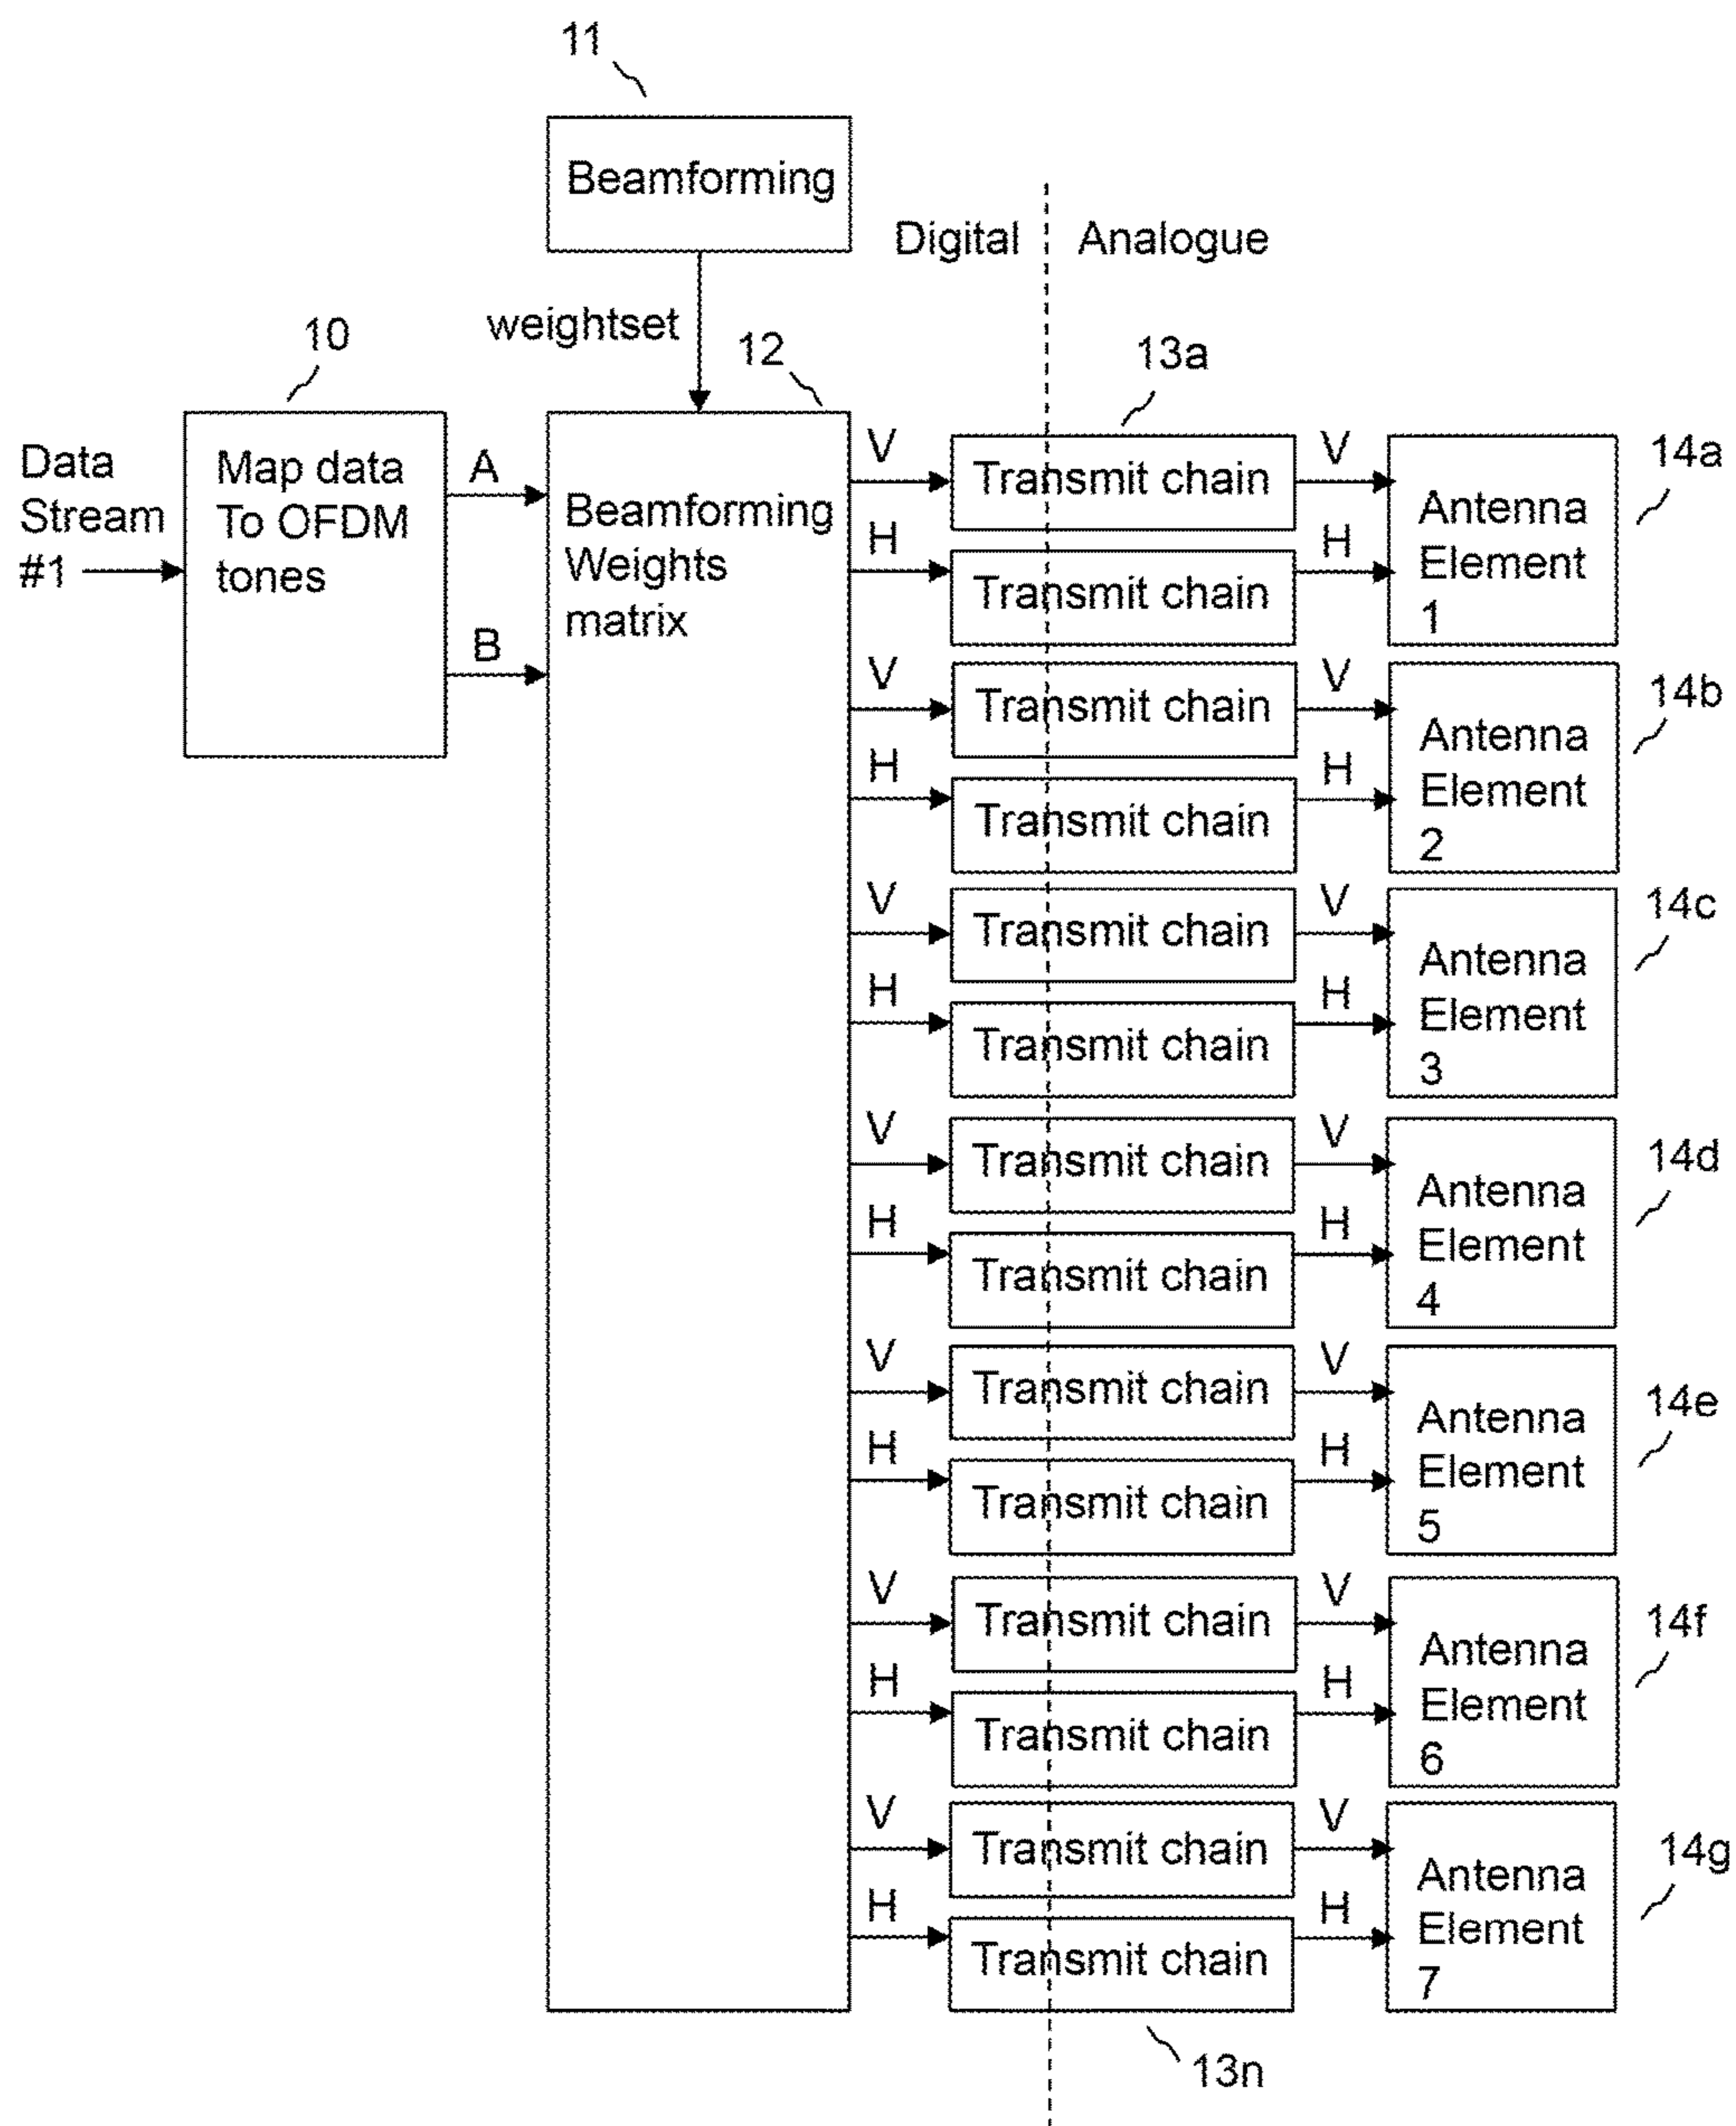 11
Beamforming
Digital
Analogue
weightset
10
12
13a
Data
Stream
#1
Map data
To OFDM
tones
A
B
Beamforming
Weights
matrix
V
Transmit chain
V
H
Transmit chain
H
Antenna
Element
1
14a
V
Transmit chain
V
H
Transmit chain
H
Antenna
Element
2
14b
V
Transmit chain
V
H
Transmit chain
H
Antenna
Element
3
14c
V
Transmit chain
V
H
Transmit chain
H
Antenna
Element
4
14d
V
Transmit chain
V
H
Transmit chain
H
Antenna
Element
5
14e
V
Transmit chain
V
H
Transmit chain
H
Antenna
Element
6
14f
V
Transmit chain
V
H
Transmit chain
H
Antenna
Element
7
14g
13n